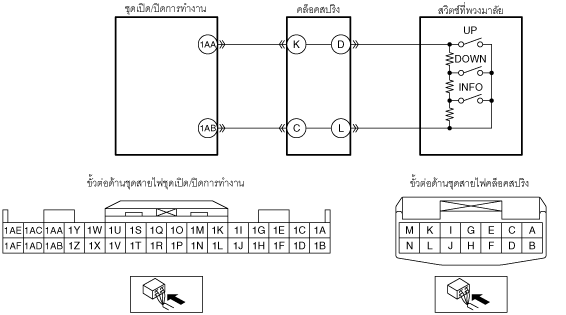 ชุดเปิด/ปิดการทำงาน
คล็อคสปริง
สวิตช์ที่พวงมาลัย
UP
1AA
K
D
DOWN
INFO
1AB
C
L
ขั้วต่อด้านชุดสายไฟชุดเปิด/ปิดการทำงาน
ขั้วต่อด้านชุดสายไฟคล็อคสปริง
1AE 1AC 1AA 1Y 1W 1U 1S 1Q 1O 1M 1K 1I 1G 1E 1C 1A
1AF 1AD 1AB 1Z 1X 1V 1T 1R 1P 1N 1L 1J 1H 1F 1D 1B
M K I G E C A
N L J H F D B